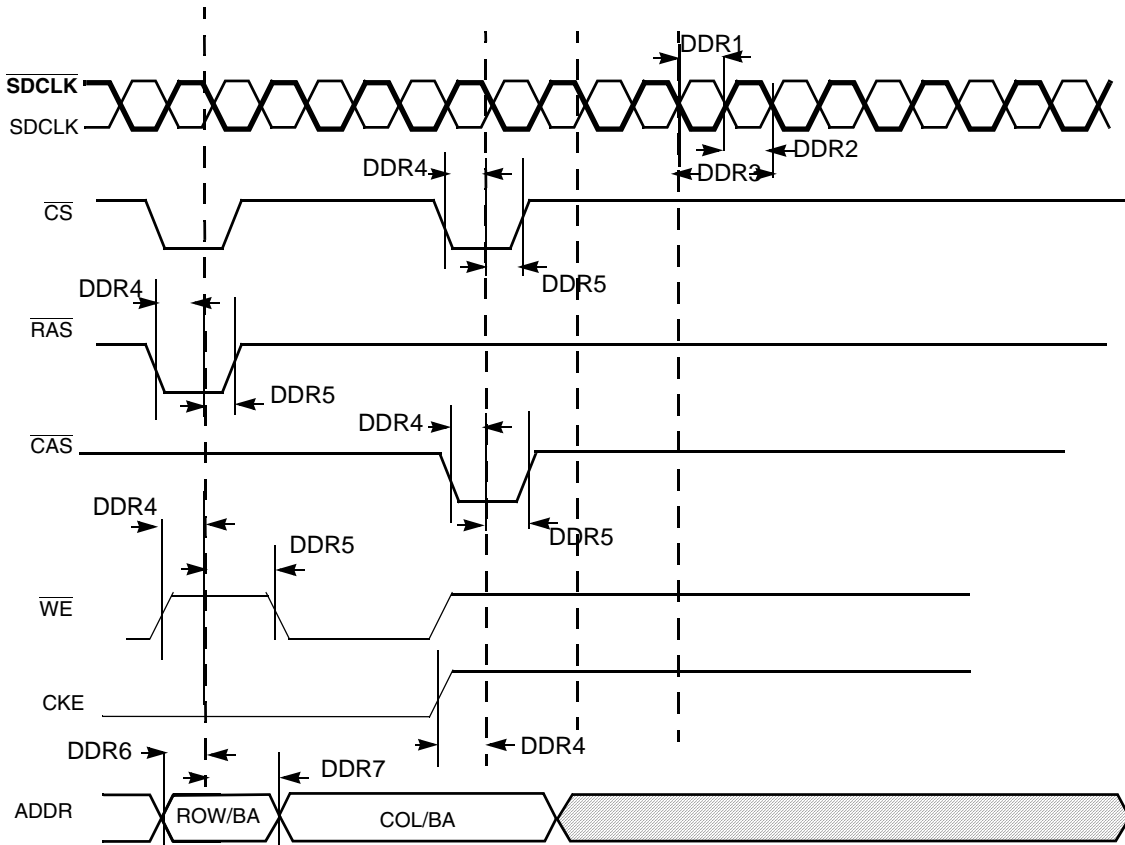 DDR1
SDCLK
SDCLK
DDR2
DDR4
DDR3
CS
DDR5
DDR4
RAS
DDR5
DDR4
CAS
DDR4
DDR5
DDR5
WE
CKE
DDR4
DDR6
DDR7
ADDR
ROW/BA
COL/BA